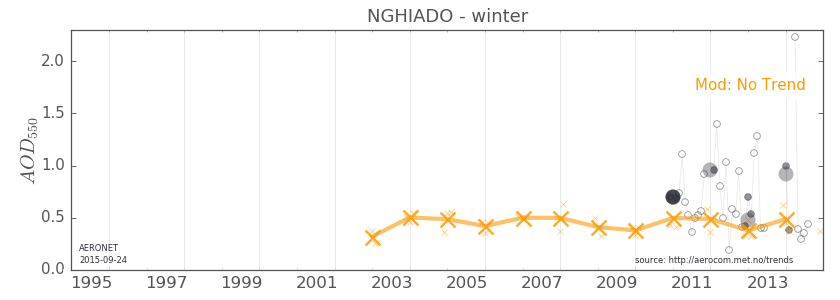 NGHIADO - winter
2.0
1.5
1.0
0.5
0.0
AOD550
Mod: No Trend
AERONET
2015-09-24
source: http://aerocom.met.no/trends
1995 1997 1999 2001 2003 2005 2007 2009 2011 2013